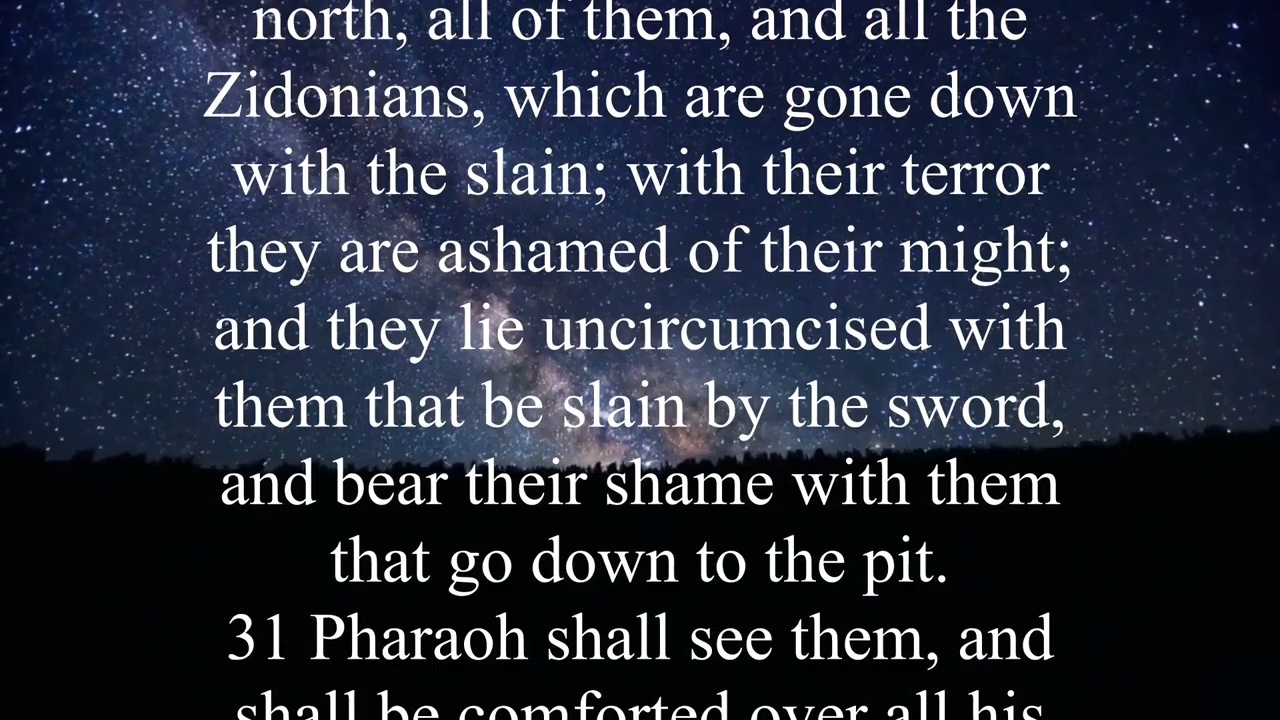 north, all of them, and all the
Zidonians, which are gone down
with the slain; with their terror
they are ashamed of their might;
and they lie uncircumcised with
them that be slain by the sword,
and bear their shame with them
that go down to the pit.
31 Pharaoh shall see them, and
shall be comforted over all his